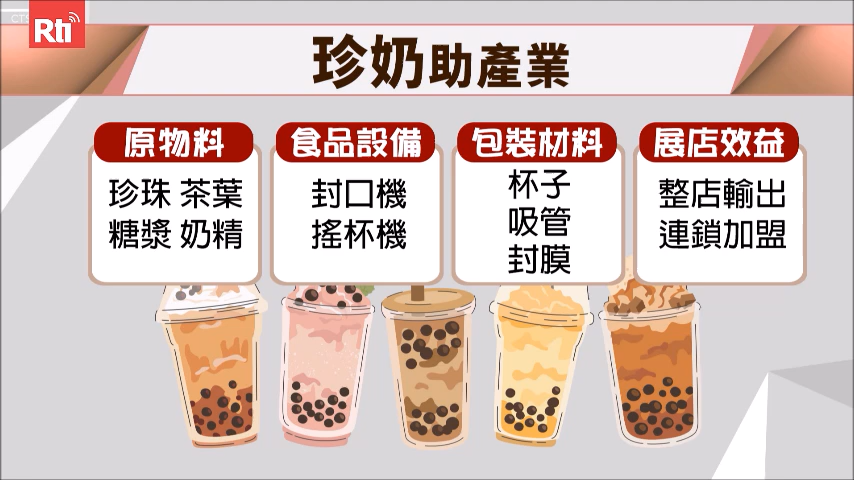 CTS
Rti
珍奶助產業
原物料
珍珠 茶葉
糖漿 奶精
食品設備
封口機
搖杯機
包裝材料
杯子
吸管
封膜
展店效益
整店輸出
連鎖加盟